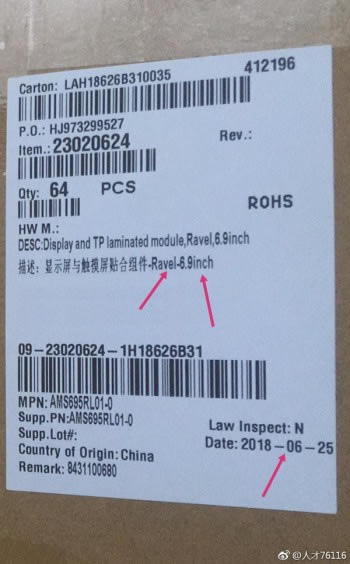 Carton: LAH18626B310035
412196
P.O.: HJ973299527
Item.: 23020624
Rev.:
Qty: 64 PCS
ROHS
HW M.:
DESC:Display and TP laminated module,Ravel,6.9inch
描述：显示屏与触摸屏贴合组件-Ravel-6.9inch
09-23020624-1H18626B31
MPN: AMS695RL01-0
Supp.PN:AMS695RL01-0
Supp.Lot#:
Law Inspect: N
Country of Origin: China
Date: 2018-06-25
Remark: 8431100680
@人才76116